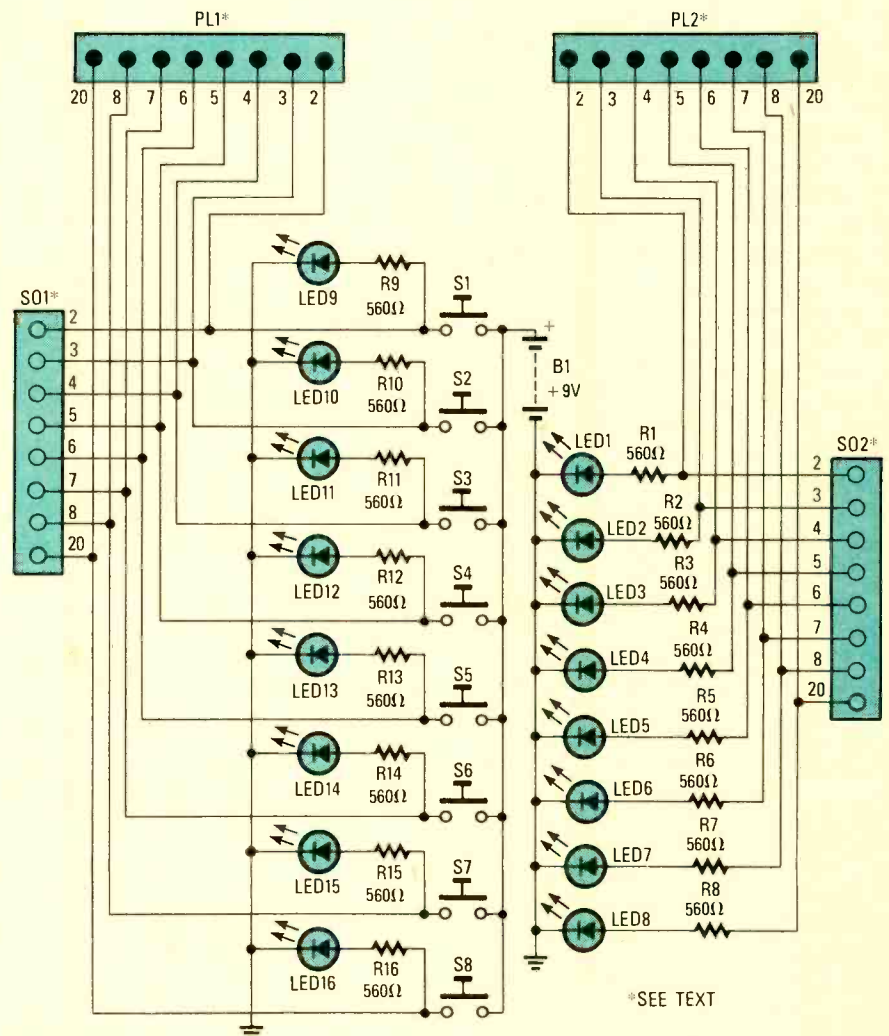 PL1*
PL2*
20 8 7 6 5 4 3 2
2 3 4 5 6 7 8 20
SO1*
2
3
4
5
6
7
8
20
LED9
R9
560Ω
S1
LED10
R10
560Ω
S2
LED11
R11
560Ω
S3
LED12
R12
560Ω
S4
LED13
R13
560Ω
S5
LED14
R14
560Ω
S6
LED15
R15
560Ω
S7
LED16
R16
560Ω
S8
+
B1
+ 9V
LED1
R1
560Ω
LED2
R2
560Ω
LED3
R3
560Ω
LED4
R4
560Ω
LED5
R5
560Ω
LED6
R6
560Ω
LED7
R7
560Ω
LED8
R8
560Ω
SO2*
2
3
4
5
6
7
8
20
*SEE TEXT